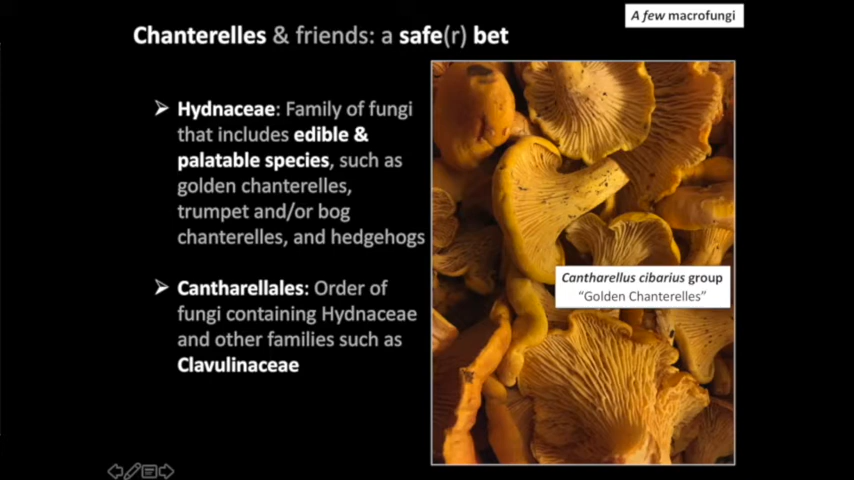 A few macrofungi
Chanterelles & friends: a safe(r) bet
➢ Hydnaceae: Family of fungi
that includes edible &
palatable species, such as
golden chanterelles,
trumpet and/or bog
chanterelles, and hedgehogs
➢ Cantharellales: Order of
fungi containing Hydnaceae
and other families such as
Clavulinaceae
Cantharellus cibarius group
“Golden Chanterelles”